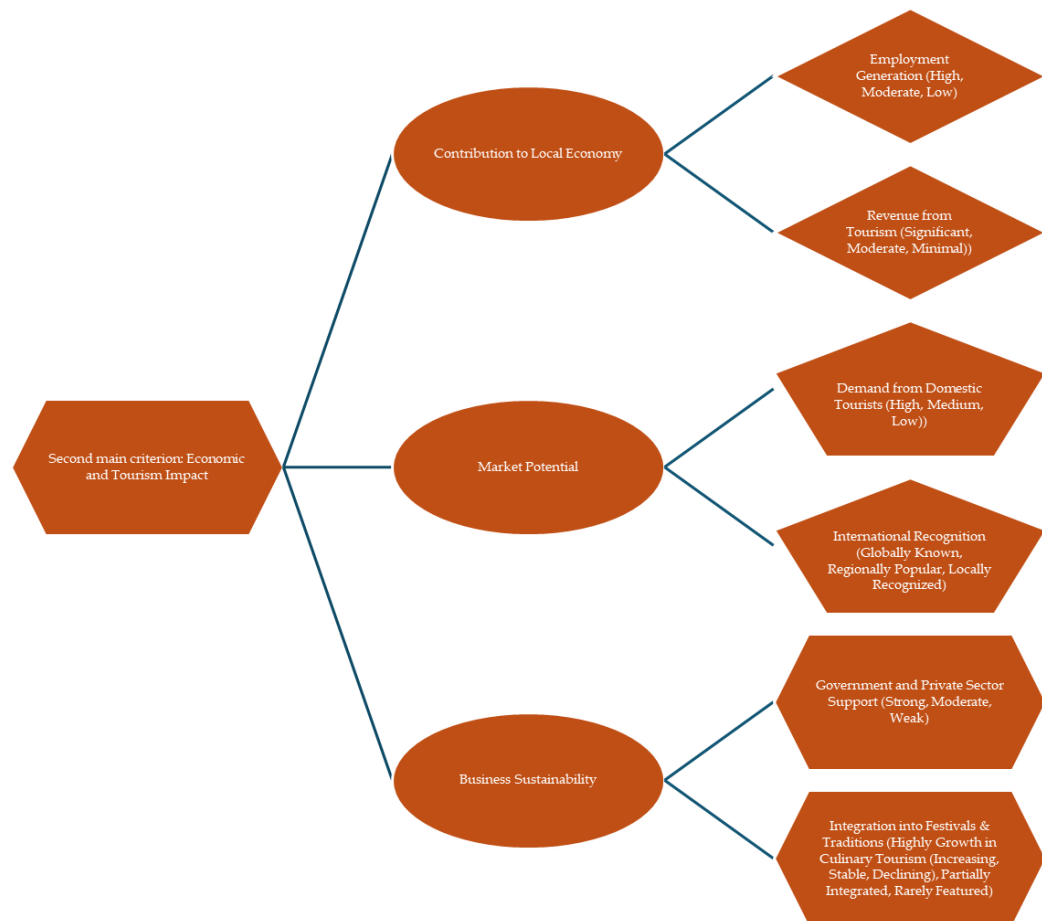 Employment
Generation (High,
Moderate, Low)
Contribution to Local Economy
Revenue from
Tourism (Significant,
Moderate, Minimal))
Demand from Domestic
Tourists (High, Medium,
Low))
Second main criterion: Economic
and Tourism Impact
Market Potential
International Recognition
(Globally Known,
Regionally Popular, Locally
Recognized)
Government and Private Sector
Support (Strong, Moderate,
Weak)
Business Sustainability
Integration into Festivals &
Traditions (Highly Growth in
Culinary Tourism (Increasing,
Stable, Declining), Partially
Integrated, Rarely Featured)